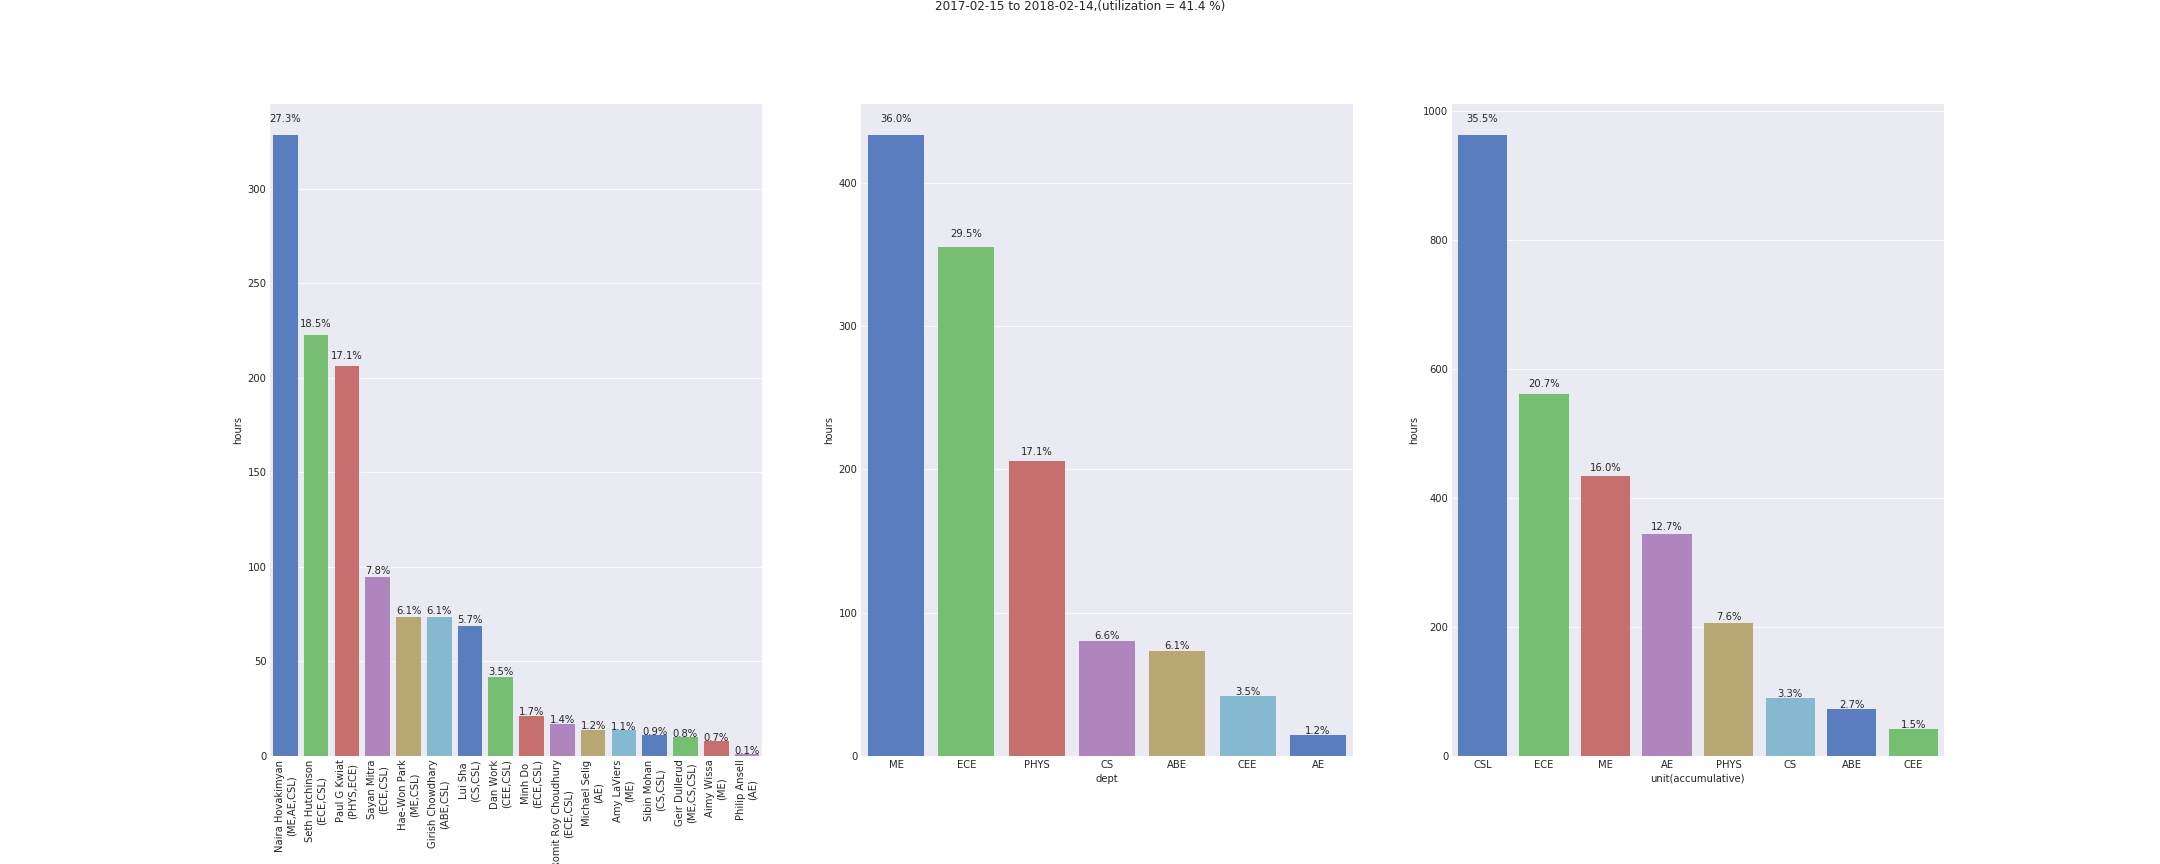 2017-02-15 to 2018-02-14,(utilization = 41.4 %)
hours
300
250
200
150
100
50
0
27.3%
18.5%
17.1%
7.8%
6.1%
6.1%
5.7%
3.5%
1.7%
1.4%
1.2%
1.1%
0.9%
0.8%
0.7%
0.1%
Naira Hovakimyan
(ME,AE,CSL)
Seth Hutchinson
(ECE,CSL)
Paul G Kwiat
(PHYS,ECE)
Sayan Mitra
(ECE,CSL)
Hae-Won Park
(ME,CSL)
Girish Chowdhary
(ABE,CSL)
Lui Sha
(CS,CSL)
Dan Work
(CEE,CSL)
Minh Do
(ECE,CSL)
Roy Choudhury
(ECE,CSL)
Michael Selig
(AE)
Amy LaViers
(ME)
Sibin Mohan
(CS,CSL)
Geir Dullerud
(ME,CS,CSL)
Aimy Wissa
(ME)
Philip Ansell
(AE)
hours
400
300
200
100
0
36.0%
29.5%
17.1%
6.6%
6.1%
3.5%
1.2%
ME ECE PHYS CS ABE CEE AE
dept
hours
1000
800
600
400
200
0
35.5%
20.7%
16.0%
12.7%
7.6%
3.3%
2.7%
1.5%
CSL ECE ME AE PHYS CS ABE CEE
unit(accumulative)